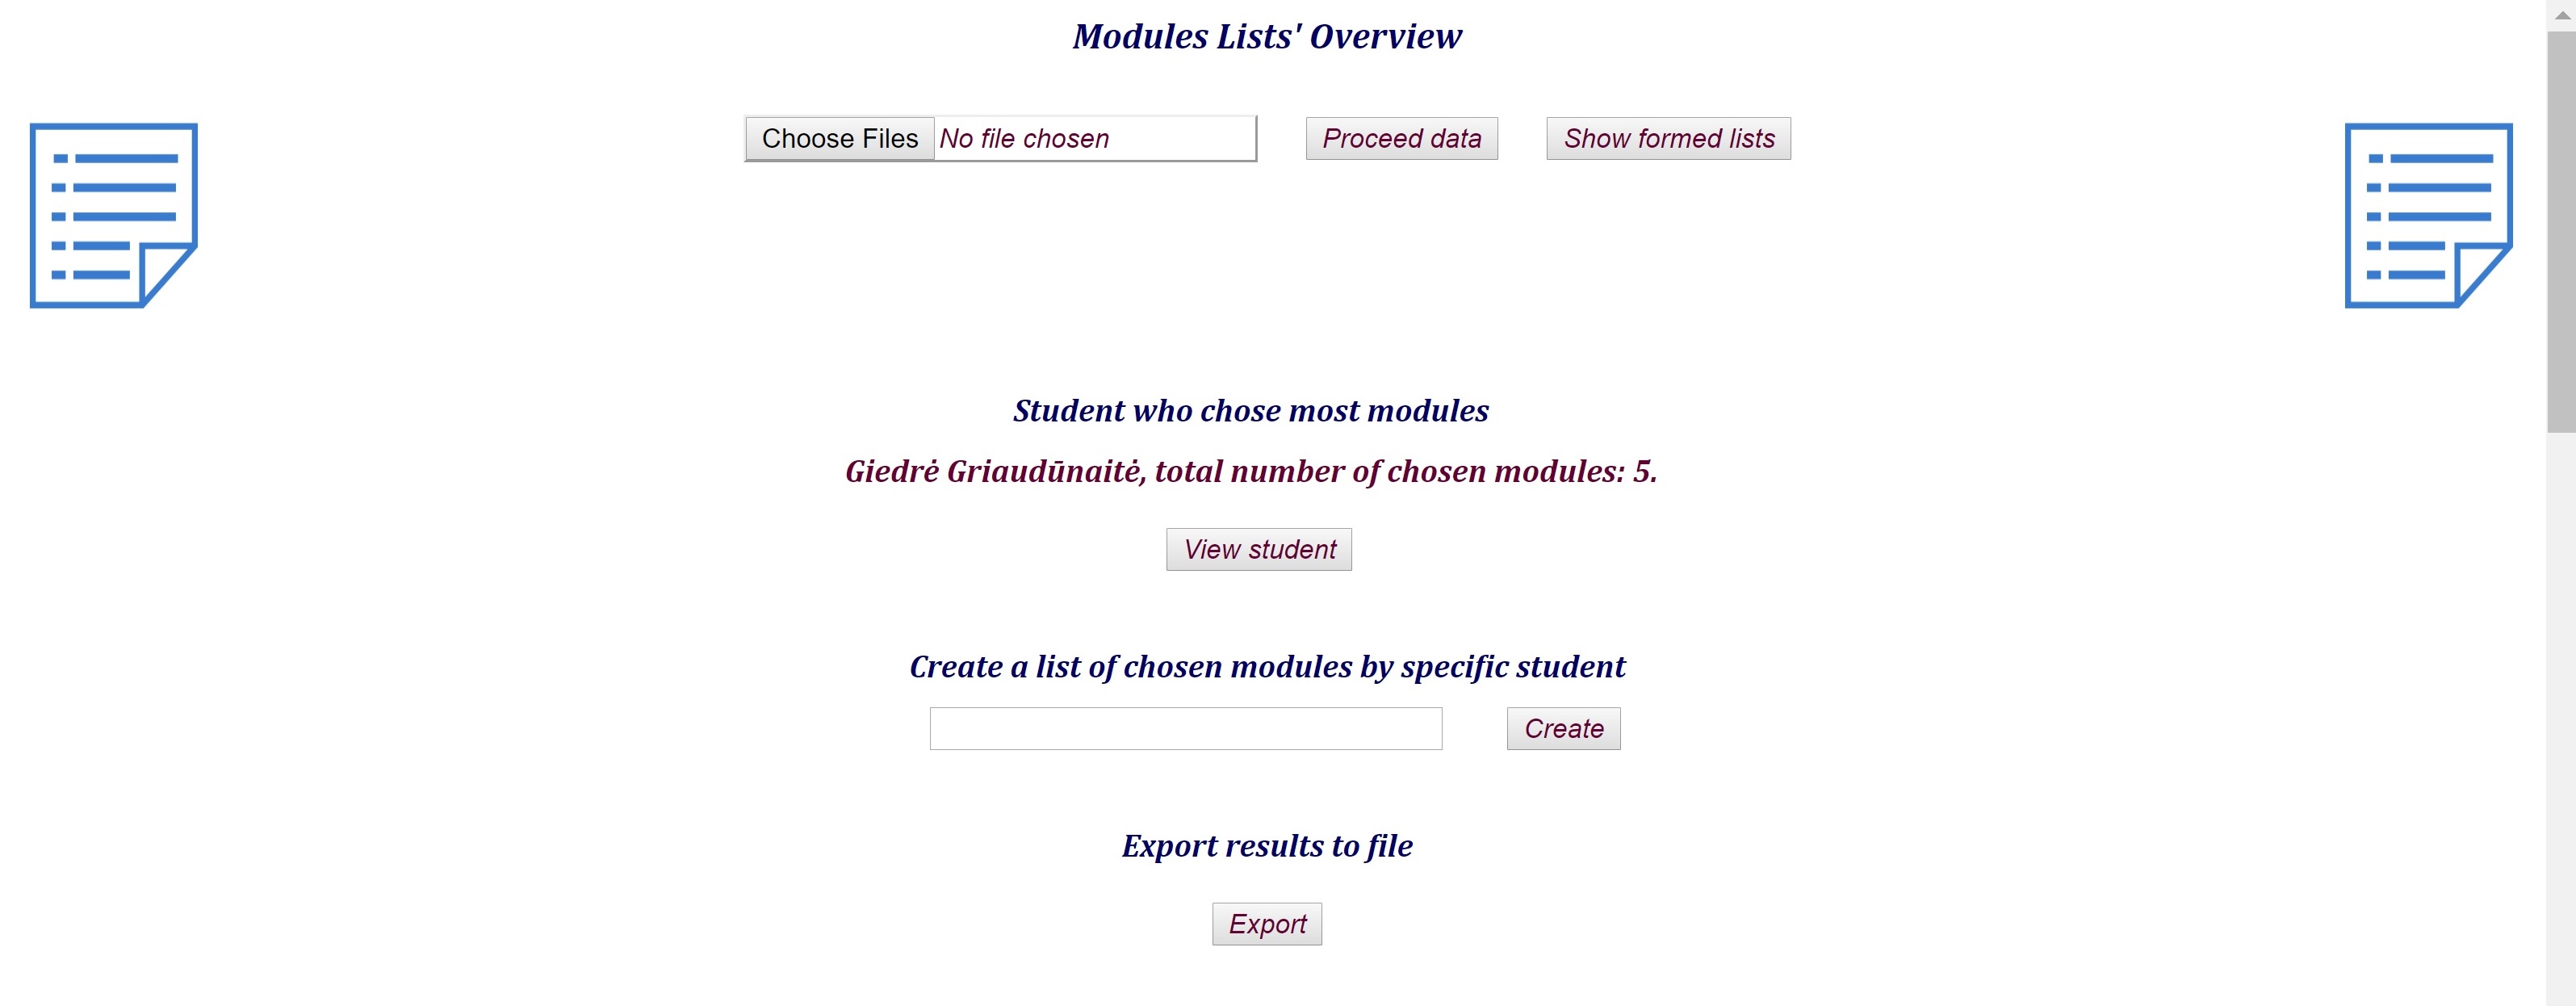 Modules Lists' Overview
Choose Files No file chosen Proceed data Show formed lists
Student who chose most modules
Giedrė Griaudūnaitė, total number of chosen modules: 5.
View student
Create a list of chosen modules by specific student
Create
Export results to file
Export